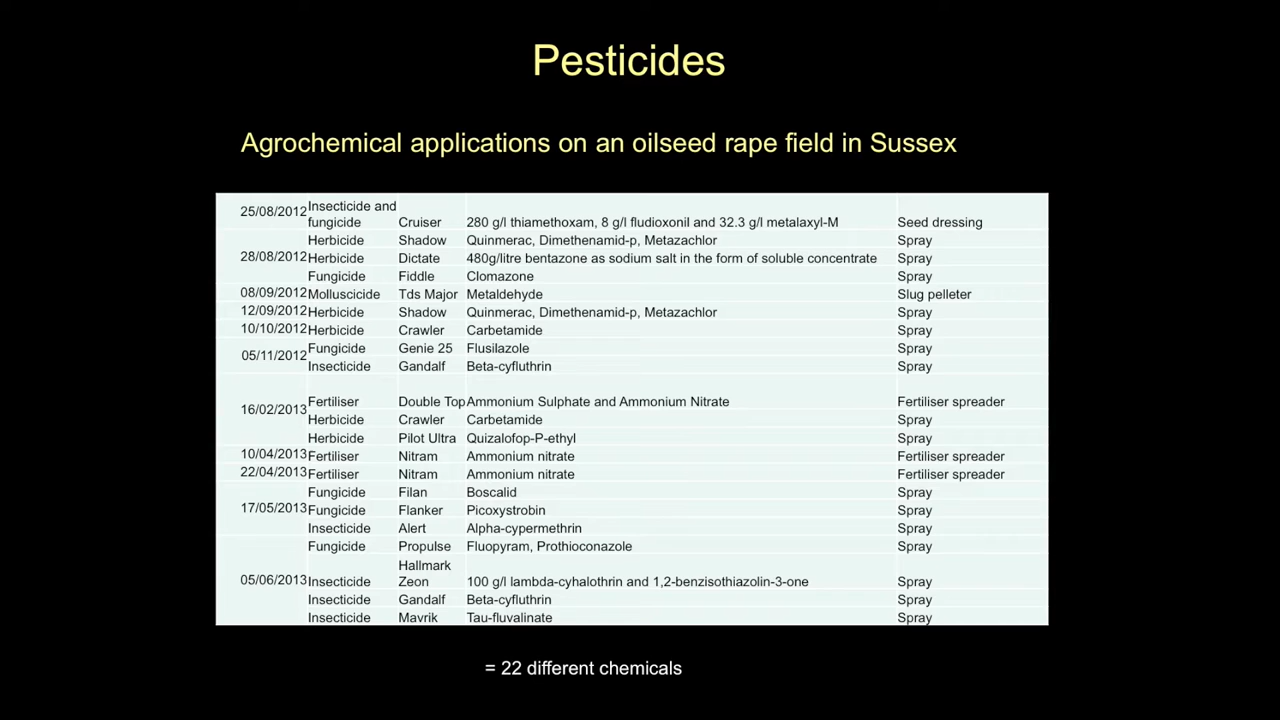 Pesticides
Agrochemical applications on an oilseed rape field in Sussex
25/08/2012 Insecticide and fungicide Cruiser 280 g/l thiamethoxam, 8 g/l fludioxonil and 32.3 g/l metalaxyl-M Seed dressing
Herbicide Shadow Quinmerac, Dimethenamid-p, Metazachlor Spray
28/08/2012 Herbicide Dictate 480g/litre bentazone as sodium salt in the form of soluble concentrate Spray
Fungicide Fiddle Clomazone Spray
08/09/2012 Molluscicide Tds Major Metaldehyde Slug pelleter
12/09/2012 Herbicide Shadow Quinmerac, Dimethenamid-p, Metazachlor Spray
10/10/2012 Herbicide Crawler Carbetamide Spray
05/11/2012 Fungicide Genie 25 Flusilazole Spray
Insecticide Gandalf Beta-cyfluthrin Spray
16/02/2013 Fertiliser Double Top Ammonium Sulphate and Ammonium Nitrate Fertiliser spreader
Herbicide Crawler Carbetamide Spray
Herbicide Pilot Ultra Quizalofop-P-ethyl Spray
10/04/2013 Fertiliser Nitram Ammonium nitrate Fertiliser spreader
22/04/2013 Fertiliser Nitram Ammonium nitrate Fertiliser spreader
Fungicide Filan Boscalid Spray
17/05/2013 Fungicide Flanker Picoxystrobin Spray
Insecticide Alert Alpha-cypermethrin Spray
Fungicide Propulse Fluopyram, Prothioconazole Spray
05/06/2013 Insecticide Hallmark Zeon 100 g/l lambda-cyhalothrin and 1,2-benzisothiazolin-3-one Spray
Insecticide Gandalf Beta-cyfluthrin Spray
Insecticide Mavrik Tau-fluvalinate Spray
= 22 different chemicals